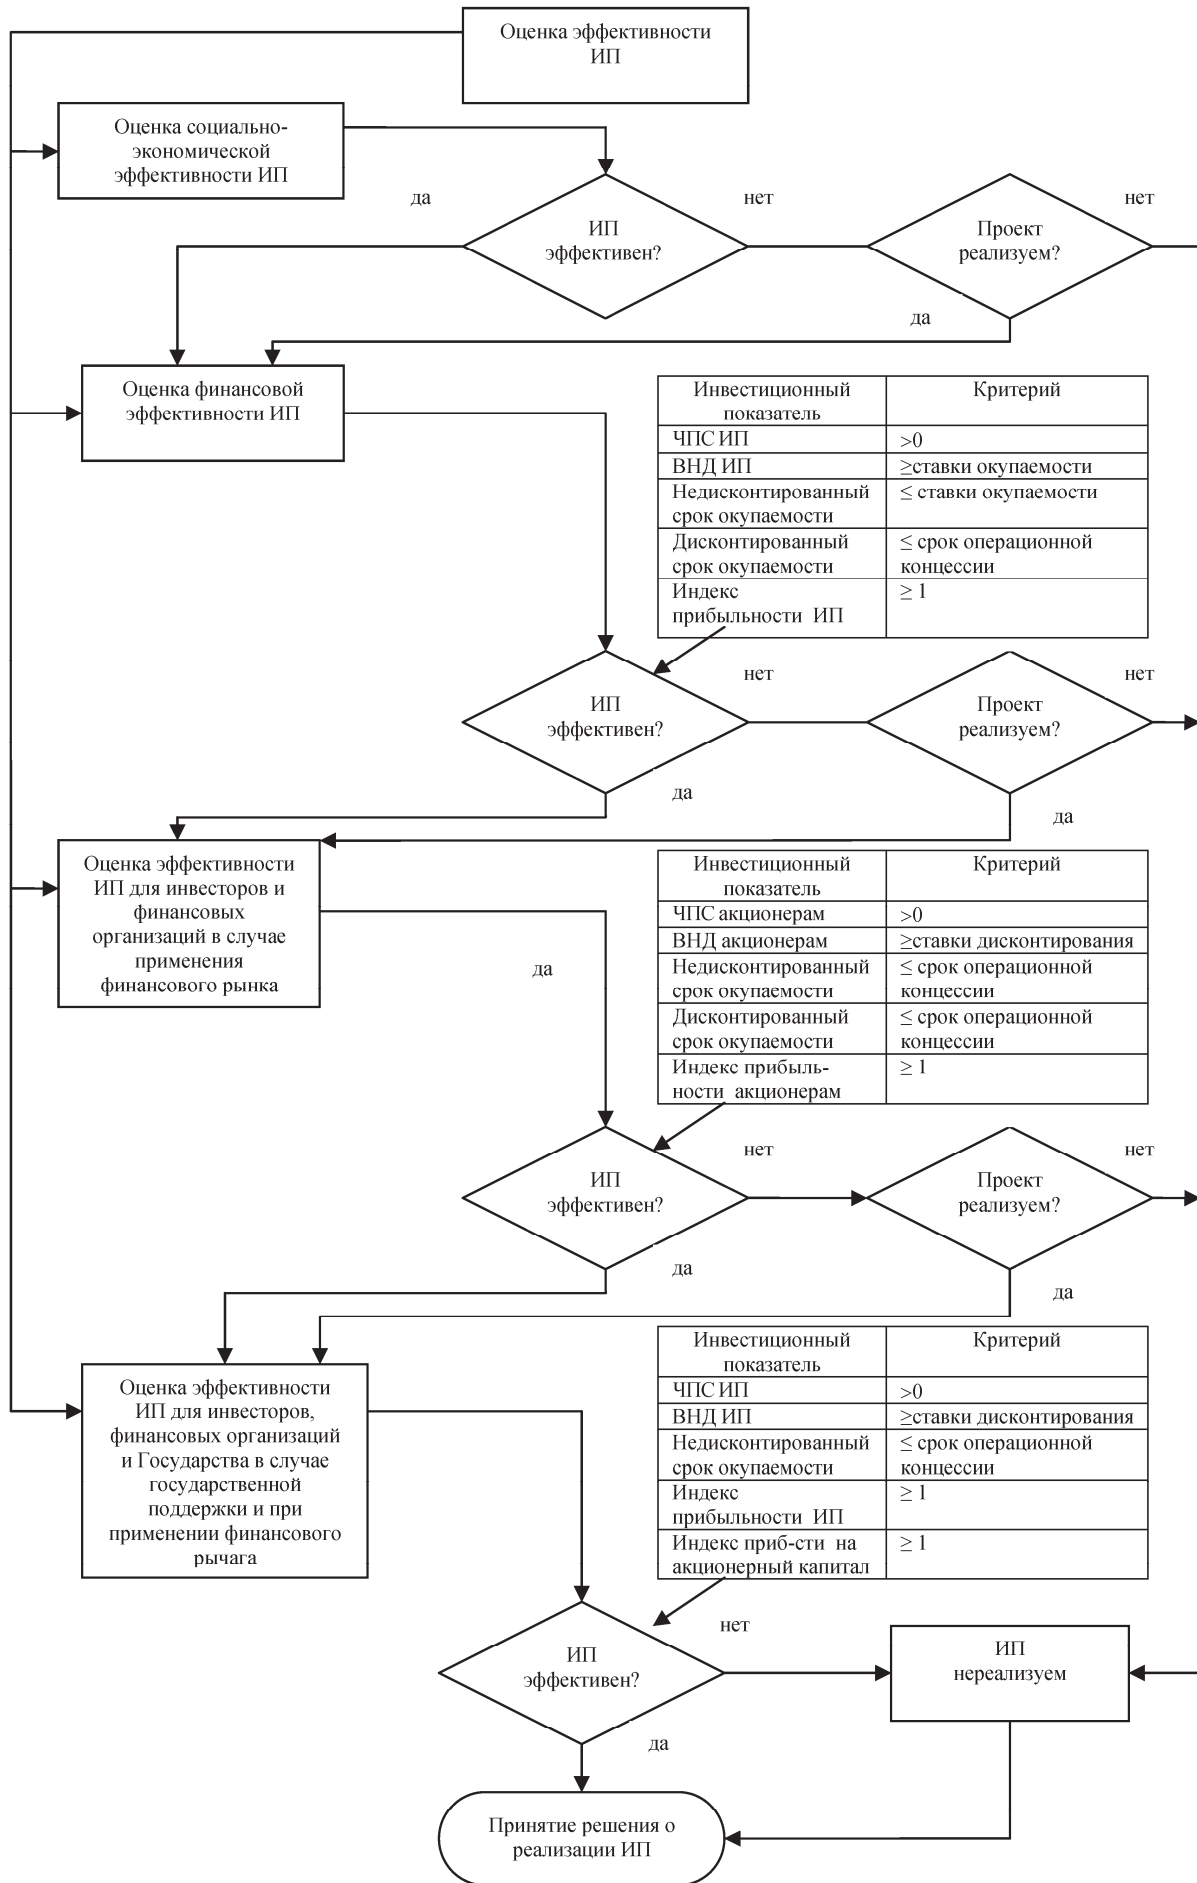 Оценка эффективности
ИП
Оценка социально-
экономической
эффективности ИП
да
нет
нет
ИП
эффективен?
Проект
реализуем?
да
Оценка финансовой
эффективности ИП
Инвестиционный
показатель
Критерий
ЧПС ИП
>0
ВНД ИП
≥ставки окупаемости
Недисконтированный
срок окупаемости
≤ ставки окупаемости
Дисконтированный
срок окупаемости
≤ срок операционной
концессии
Индекс
прибыльности ИП
≥ 1
нет
нет
ИП
эффективен?
Проект
реализуем?
да
да
Оценка эффективности
ИП для инвесторов и
финансовых
организаций в случае
применения
финансового рынка
да
Инвестиционный
показатель
Критерий
ЧПС акционерам
>0
ВНД акционерам
≥ставки дисконтирования
Недисконтированный
срок окупаемости
≤ срок операционной
концессии
Дисконтированный
срок окупаемости
≤ срок операционной
концессии
Индекс прибыль-
ности акционерам
≥ 1
нет
нет
ИП
эффективен?
Проект
реализуем?
да
да
Оценка эффективности
ИП для инвесторов,
финансовых организаций
и Государства в случае
государственной
поддержки и при
применении финансового
рычага
Инвестиционный
показатель
Критерий
ЧПС ИП
>0
ВНД ИП
≥ставки дисконтирования
Недисконтированный
срок окупаемости
≤ срок операционной
концессии
Индекс
прибыльности ИП
≥ 1
Индекс приб-сти на
акционерный капитал
≥ 1
нет
ИП
эффективен?
ИП
нереализуем
да
Принятие решения о
реализации ИП